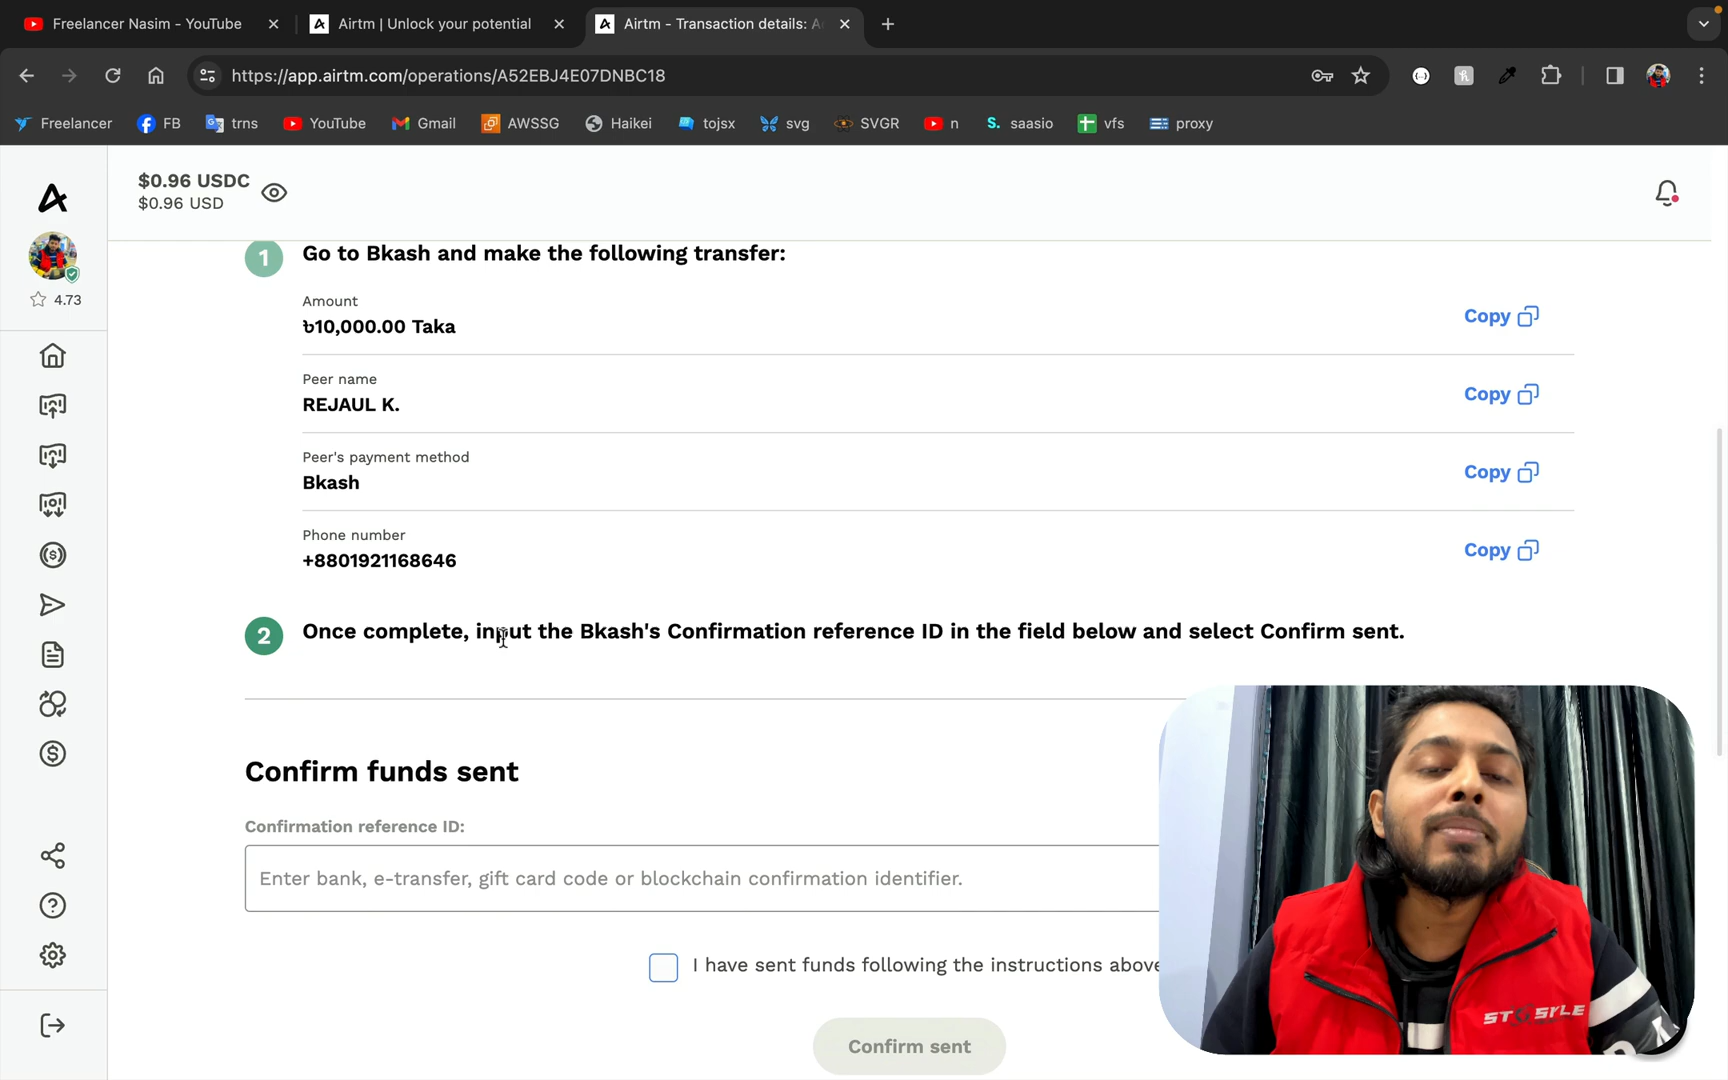 Freelancer Nasim - YouTube
Airtm | Unlock your potential
Airtm - Transaction details: A
https://app.airtm.com/operations/A52EBJ4E07DNBC18
Freelancer
FB
trns
YouTube
Gmail
AWSSG
Haikei
tojsx
svg
SVGR
n
saasio
vfs
proxy
$0.96 USDC
$0.96 USD
4.73
1 Go to Bkash and make the following transfer:
Amount
৳10,000.00 Taka
Copy
Peer name
REJAUL K.
Copy
Peer's payment method
Bkash
Copy
Phone number
+8801921168646
Copy
2 Once complete, input the Bkash's Confirmation reference ID in the field below and select Confirm sent.
Confirm funds sent
Confirmation reference ID:
Enter bank, e-transfer, gift card code or blockchain confirmation identifier.
I have sent funds following the instructions above
Confirm sent